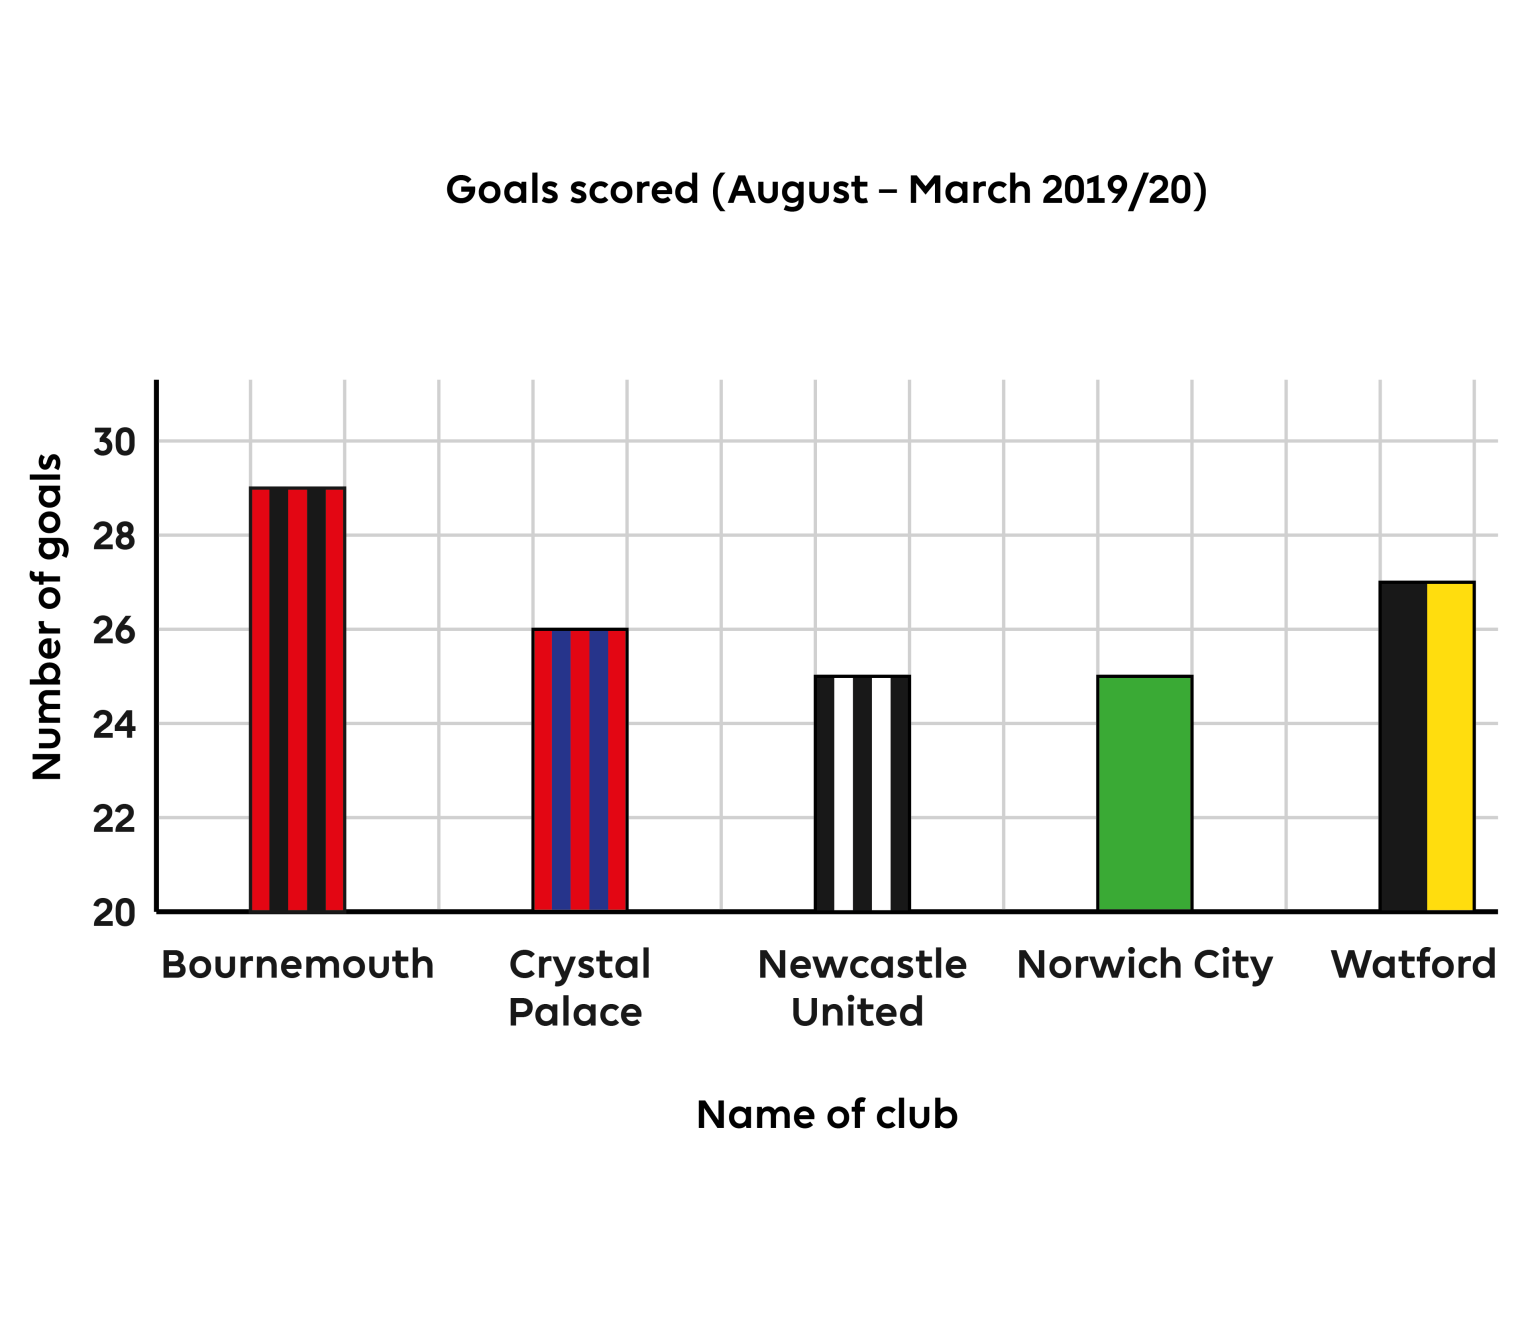 Goals scored (August – March 2019/20)
Number of goals
30
28
26
24
22
20
Bournemouth
Crystal
Palace
Newcastle
United
Norwich City
Watford
Name of club